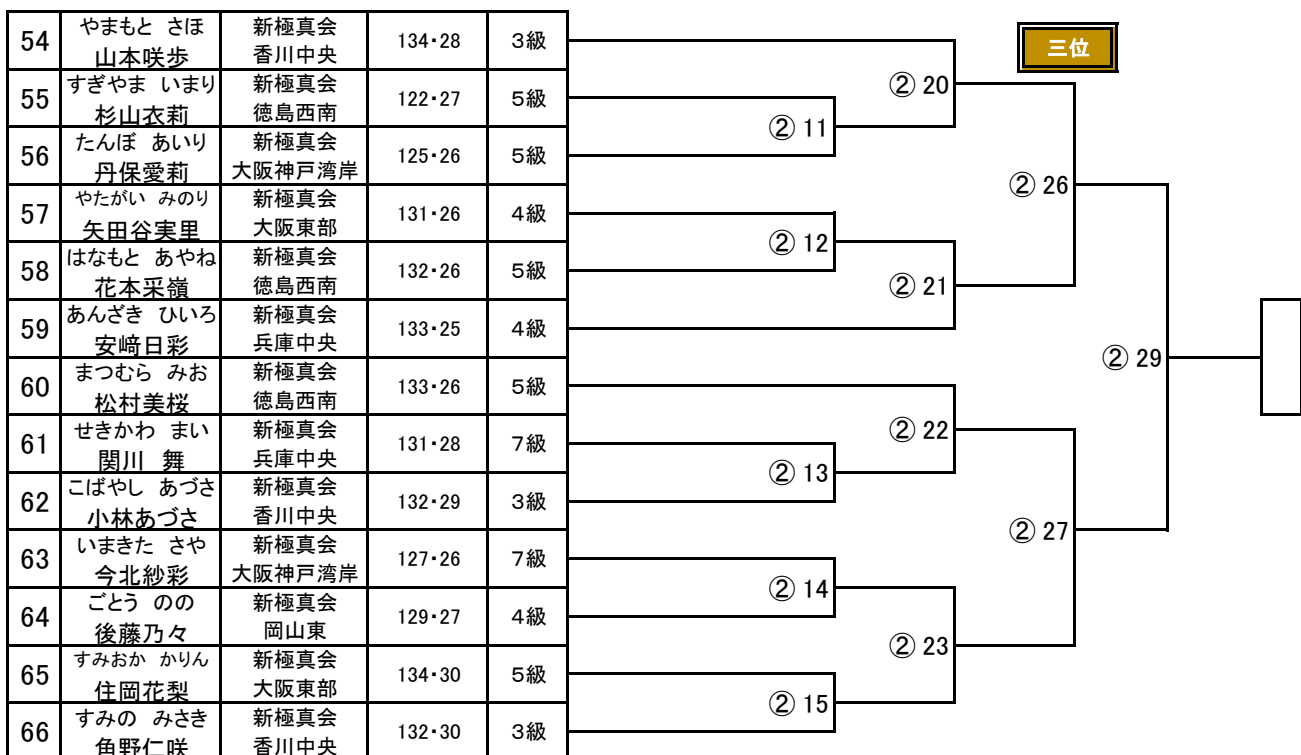 54 やまもと さほ 新極真会 134・28 3級
山本咲歩 香川中央
55 すぎやま いまり 新極真会 122・27 5級
杉山衣莉 徳島西南
56 たんぼ あいり 新極真会 125・26 5級
丹保愛莉 大阪神戸湾岸
57 やたがい みのり 新極真会 131・26 4級
矢田谷実里 大阪東部
58 はなもと あやね 新極真会 132・26 5級
花本采嶺 徳島西南
59 あんざき ひいろ 新極真会 133・25 4級
安﨑日彩 兵庫中央
60 まつむら みお 新極真会 133・26 5級
松村美桜 徳島西南
61 せきかわ まい 新極真会 131・28 7級
関川 舞 兵庫中央
62 こばやし あづさ 新極真会 132・29 3級
小林あづさ 香川中央
63 いまきた さや 新極真会 127・26 7級
今北紗彩 大阪神戸湾岸
64 ごとう のの 新極真会 129・27 4級
後藤乃々 岡山東
65 すみおか かりん 新極真会 134・30 5級
住岡花梨 大阪東部
66 すみの みさき 新極真会 132・30 3級
角野仁咲 香川中央
② 11
② 12
② 13
② 14
② 15
② 20
② 21
② 22
② 23
② 26
② 27
② 29
三位